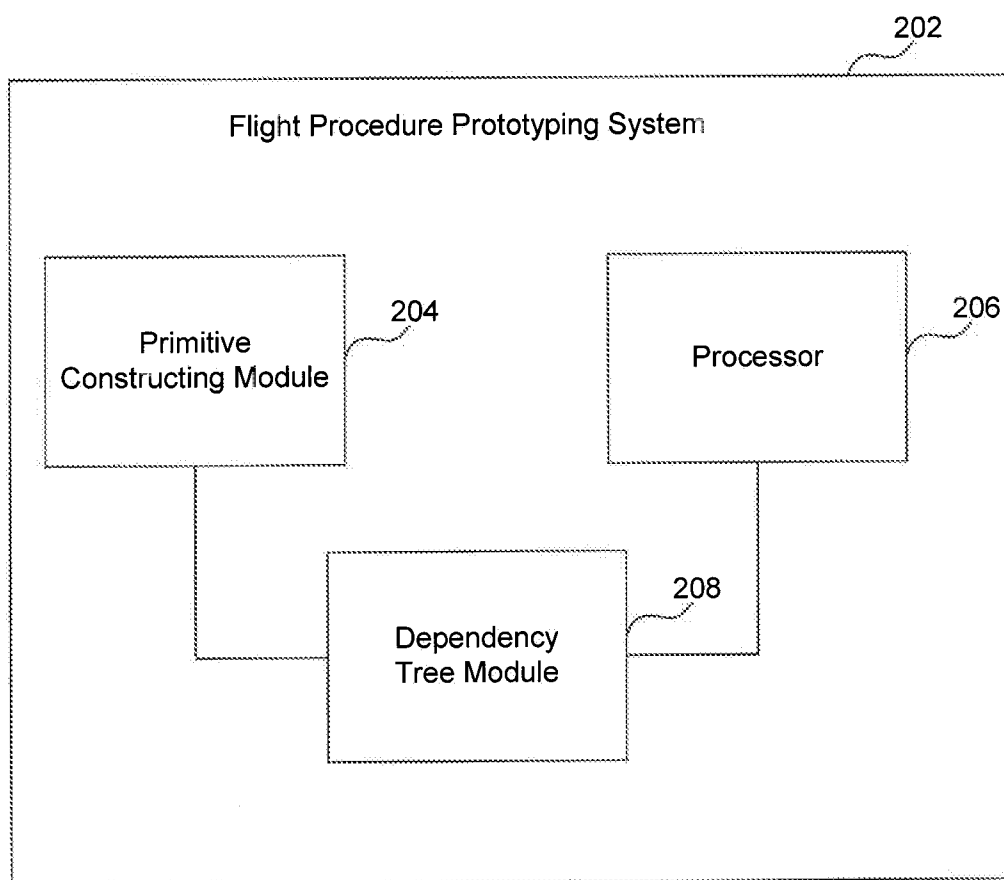 202
Flight Procedure Prototyping System
204
Primitive
Constructing Module
206
Processor
208
Dependency
Tree Module